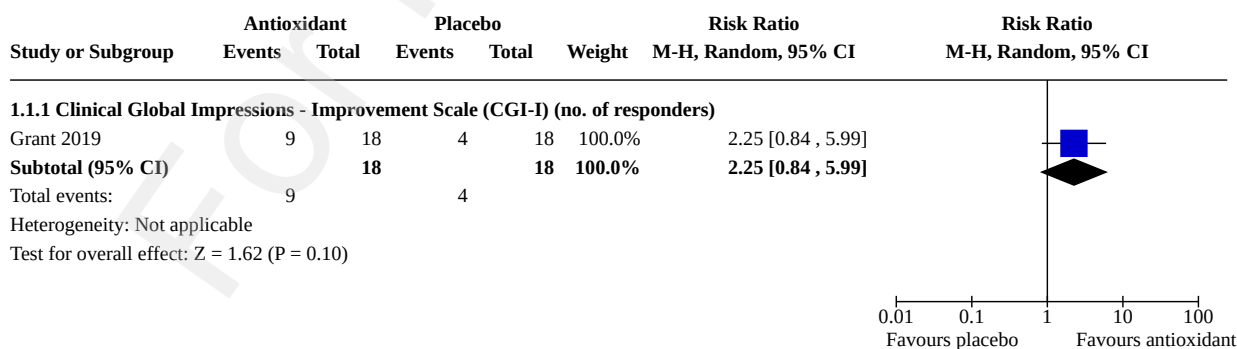 Antioxidant Placebo Risk Ratio Risk Ratio
Study or Subgroup Events Total Events Total Weight M-H, Random, 95% CI M-H, Random, 95% CI
1.1.1 Clinical Global Impressions - Improvement Scale (CGI-I) (no. of responders)
Grant 2019 9 18 4 18 100.0% 2.25 [0.84 , 5.99]
Subtotal (95% CI) 18 18 100.0% 2.25 [0.84 , 5.99]
Total events: 9 4
Heterogeneity: Not applicable
Test for overall effect: Z = 1.62 (P = 0.10)
0.01 0.1 1 10 100
Favours placebo Favours antioxidant
For